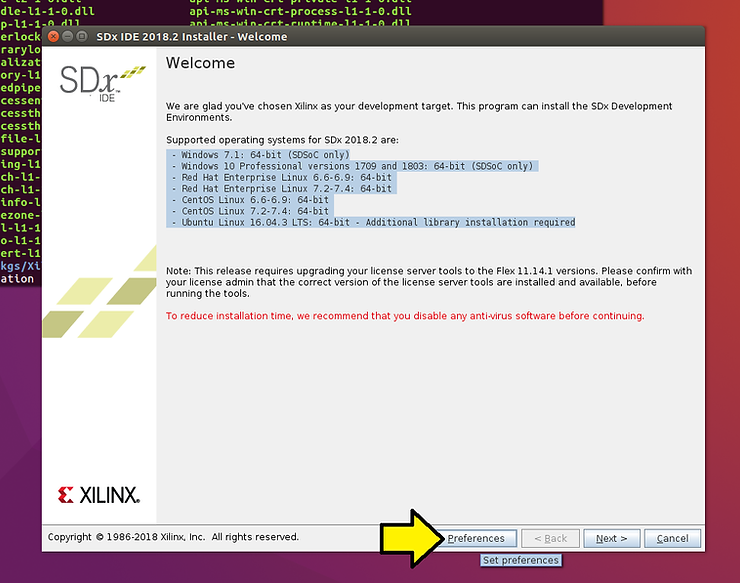 dle-l1-1-0.dll api-ms-win-crt-process-l1-1-0.dll
p-l1-1-0.dll api-ms-win-crt-runtime-l1-1-0.dll
SDx IDE 2018.2 Installer - Welcome
erlock
rarylo
alizat
ory-l1
edpipe
cessen
cessth
cessth
file-l
suppor
ing-l1
ch-l1-
ch-l1-
info-l
ezone-
l-l1-1
o-l1-1
ert-l1
kgs/Xi
ation
SDx
IDE
Welcome
We are glad you've chosen Xilinx as your development target. This program can install the SDx Development
Environments.
Supported operating systems for SDx 2018.2 are:
- Windows 7.1: 64-bit (SDSoC only)
- Windows 10 Professional versions 1709 and 1803: 64-bit (SDSoC only)
- Red Hat Enterprise Linux 6.6-6.9: 64-bit
- Red Hat Enterprise Linux 7.2-7.4: 64-bit
- CentOS Linux 6.6-6.9: 64-bit
- CentOS Linux 7.2-7.4: 64-bit
- Ubuntu Linux 16.04.3 LTS: 64-bit - Additional library installation required
Note: This release requires upgrading your license server tools to the Flex 11.14.1 versions. Please confirm with
your license admin that the correct version of the license server tools are installed and available, before
running the tools.
To reduce installation time, we recommend that you disable any anti-virus software before continuing.
XILINX
Copyright © 1986-2018 Xilinx, Inc. All rights reserved.
Preferences < Back Next > Cancel
Set preferences